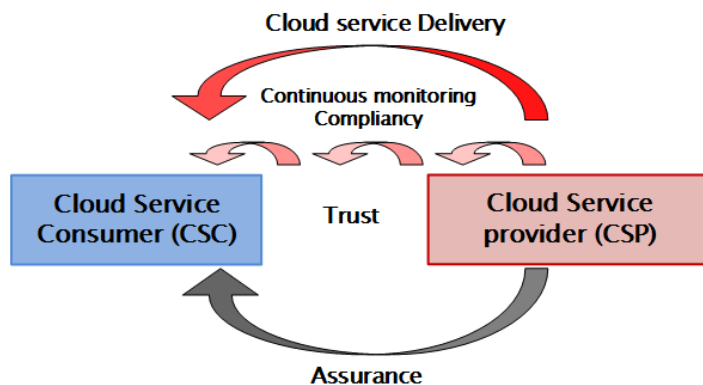 Cloud service Delivery
Continuous monitoring
Compliancy
Cloud Service
Consumer (CSC)
Trust
Cloud Service
provider (CSP)
Assurance